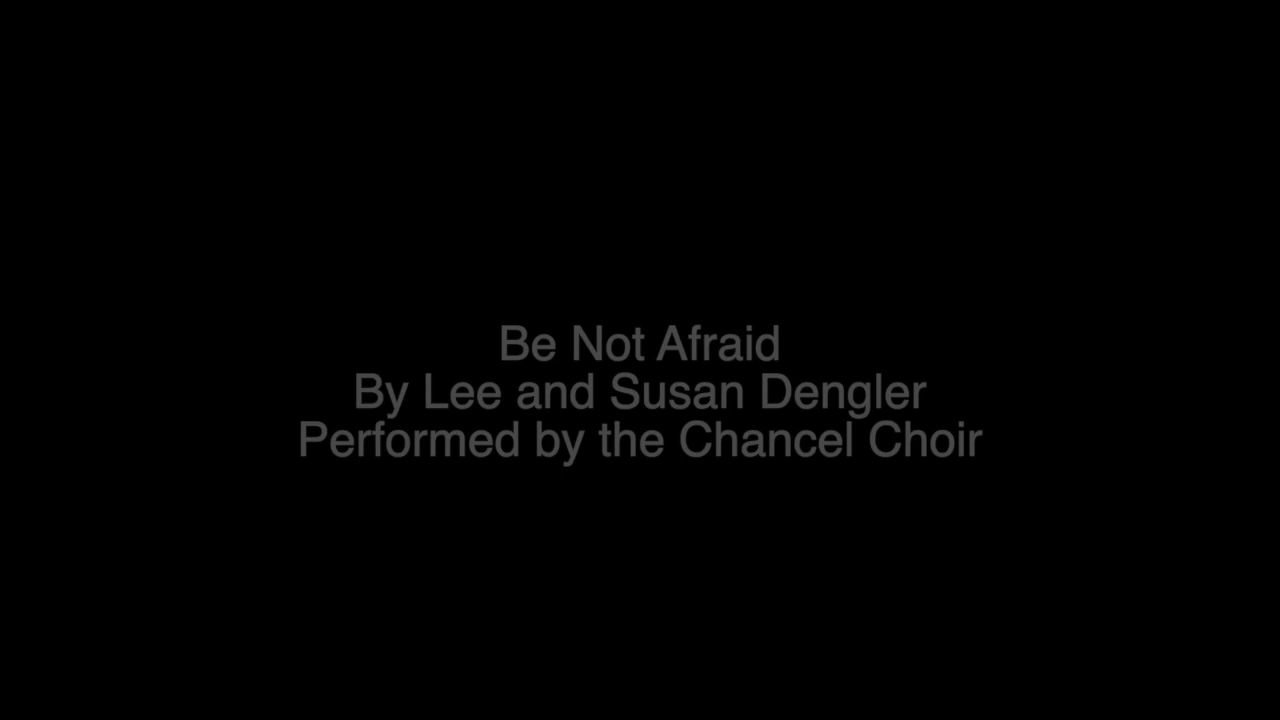 Be Not Afraid
By Lee and Susan Dengler
Performed by the Chancel Choir